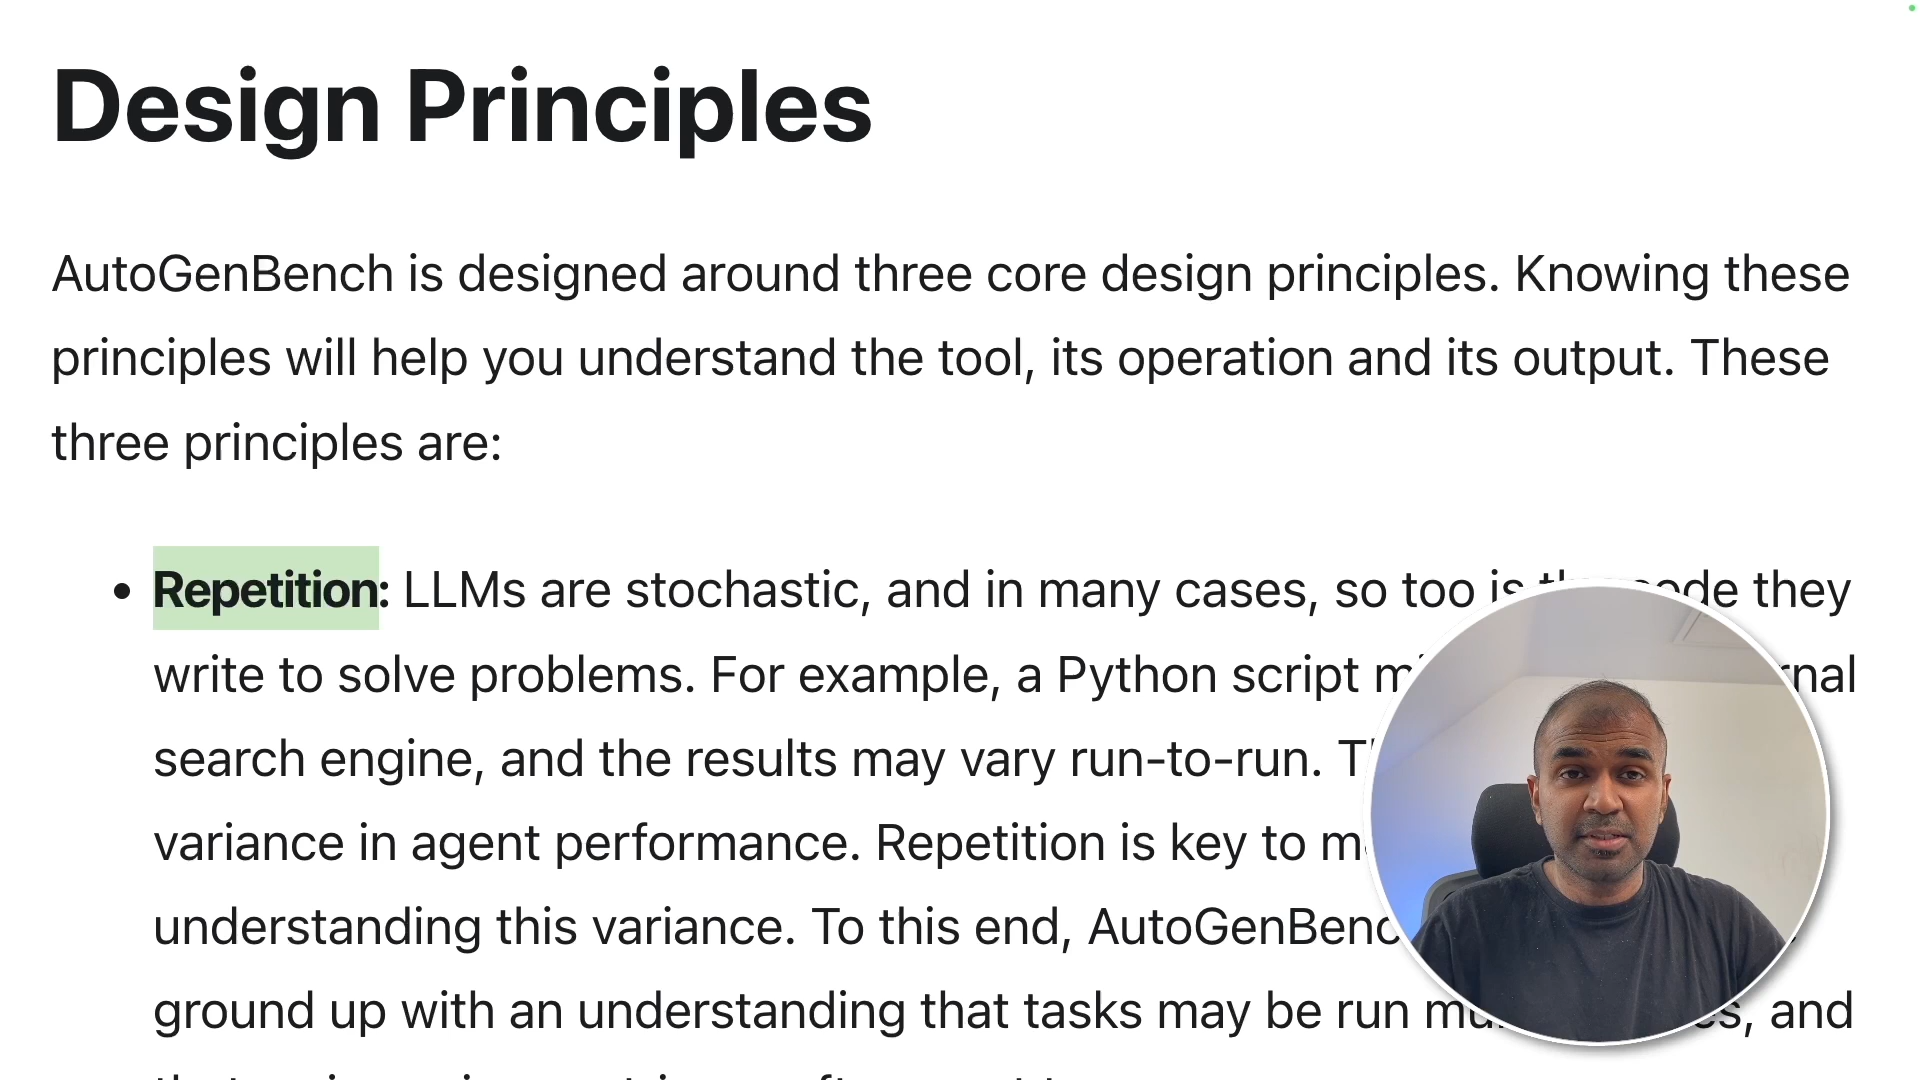 Design Principles
AutoGenBench is designed around three core design principles. Knowing these
principles will help you understand the tool, its operation and its output. These
three principles are:
• Repetition: LLMs are stochastic, and in many cases, so too is they
write to solve problems. For example, a Python script
search engine, and the results may vary run-to-run.
variance in agent performance. Repetition is key to
understanding this variance. To this end,
ground up with an understanding that tasks may be run and